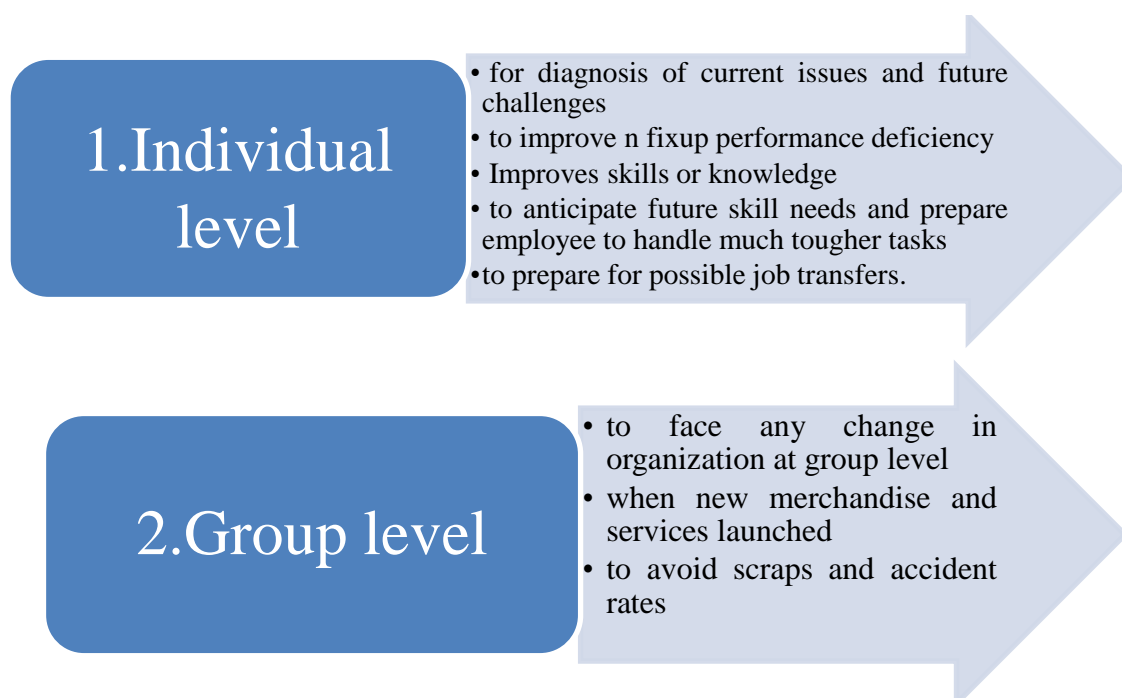 1.Individual
level
• for diagnosis of current issues and future
challenges
• to improve n fixup performance deficiency
• Improves skills or knowledge
• to anticipate future skill needs and prepare
employee to handle much tougher tasks
•to prepare for possible job transfers.
2.Group level
• to face any change in
organization at group level
• when new merchandise and
services launched
• to avoid scraps and accident
rates